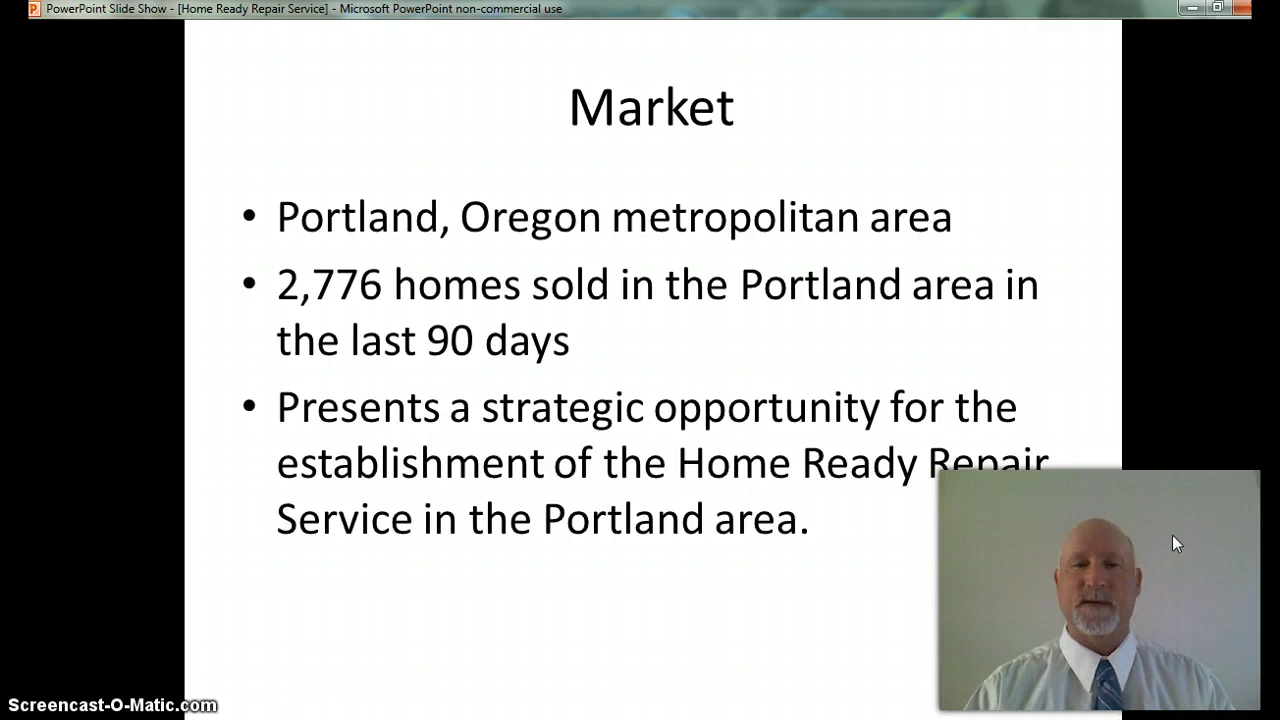 PowerPoint Slide Show - [Home Ready Repair Service] - Microsoft PowerPoint non-commercial use
Market
• Portland, Oregon metropolitan area
• 2,776 homes sold in the Portland area in
the last 90 days
• Presents a strategic opportunity for the
establishment of the Home Ready Repair
Service in the Portland area.
Screencast-O-Matic.com